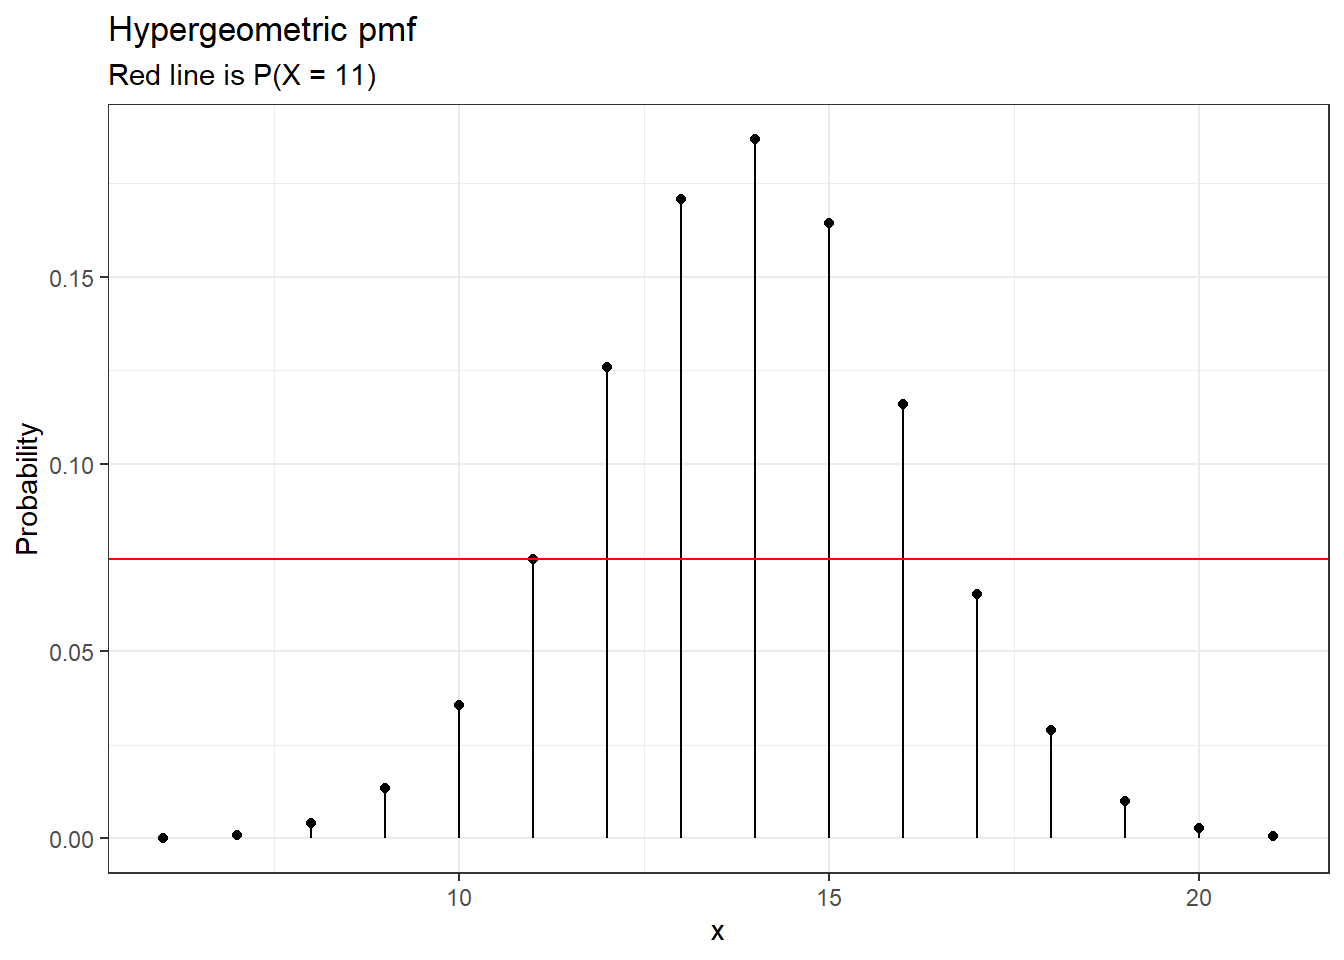 Hypergeometric pmf
Red line is P(X = 11)
Probability
0.15
0.10
0.05
0.00
10 15 20
x